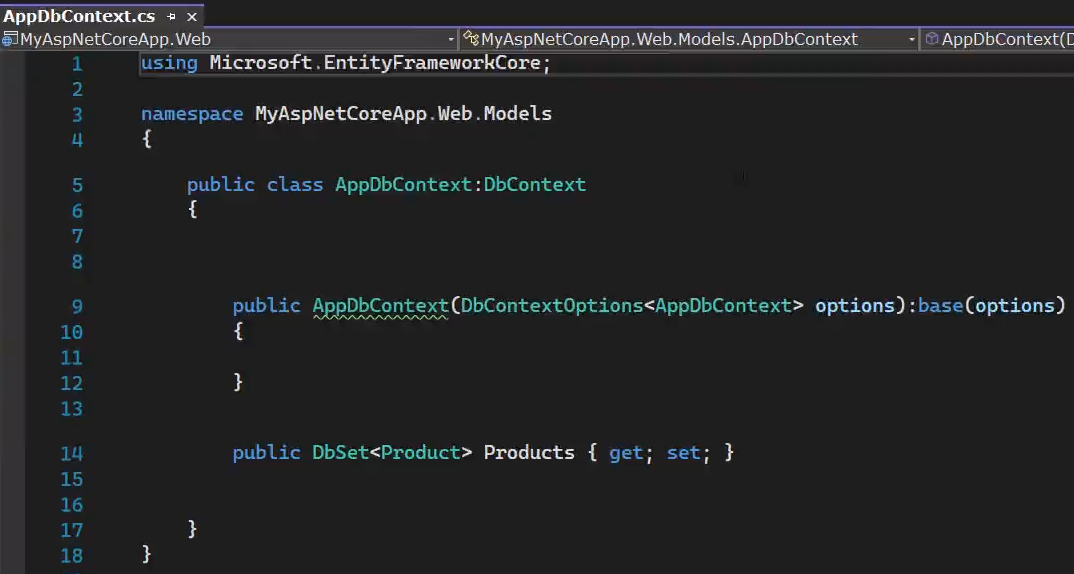 AppDbContext.cs
MyAspNetCoreApp.Web MyAspNetCoreApp.Web.Models.AppDbContext AppDbContext(D
1 using Microsoft.EntityFrameworkCore;
2
3 namespace MyAspNetCoreApp.Web.Models
4 {
5 public class AppDbContext:DbContext
6 {
7
8
9 public AppDbContext(DbContextOptions<AppDbContext> options):base(options)
10 {
11
12 }
13
14 public DbSet<Product> Products { get; set; }
15
16
17 }
18 }